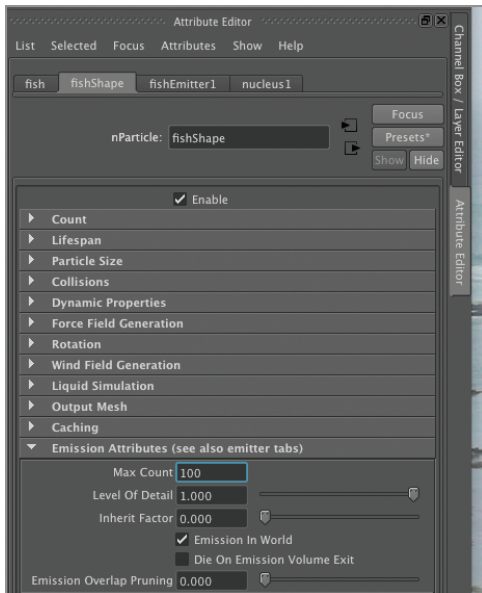 Attribute Editor
List Selected Focus Attributes Show Help
fish fishShape fishEmitter1 nucleus1
Focus
nParticle: fishShape Presets*
Show Hide
Enable
Count
Lifespan
Particle Size
Collisions
Dynamic Properties
Force Field Generation
Rotation
Wind Field Generation
Liquid Simulation
Output Mesh
Caching
Emission Attributes (see also emitter tabs)
Max Count 100
Level Of Detail 1.000
Inherit Factor 0.000
Emission In World
Die On Emission Volume Exit
Emission Overlap Pruning 0.000
Channel Box / Layer Editor
Attribute Editor